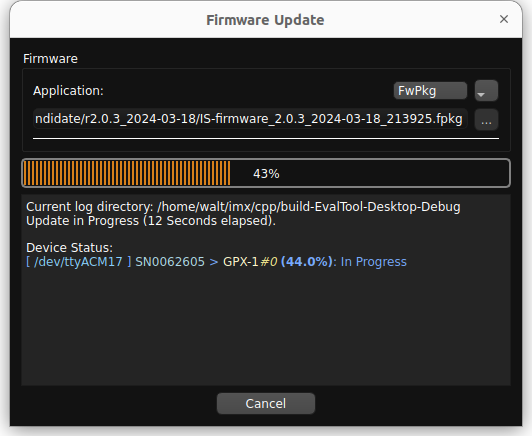 Firmware Update
×
Firmware
Application:
FwPkg
ndidate/r2.0.3_2024-03-18/IS-firmware_2.0.3_2024-03-18_213925.fpkg
...
43%
Current log directory: /home/walt/imx/cpp/build-EvalTool-Desktop-Debug
Update in Progress (12 Seconds elapsed).
Device Status:
[ /dev/ttyACM17 ] SN0062605 > GPX-1#0 (44.0%): In Progress
Cancel